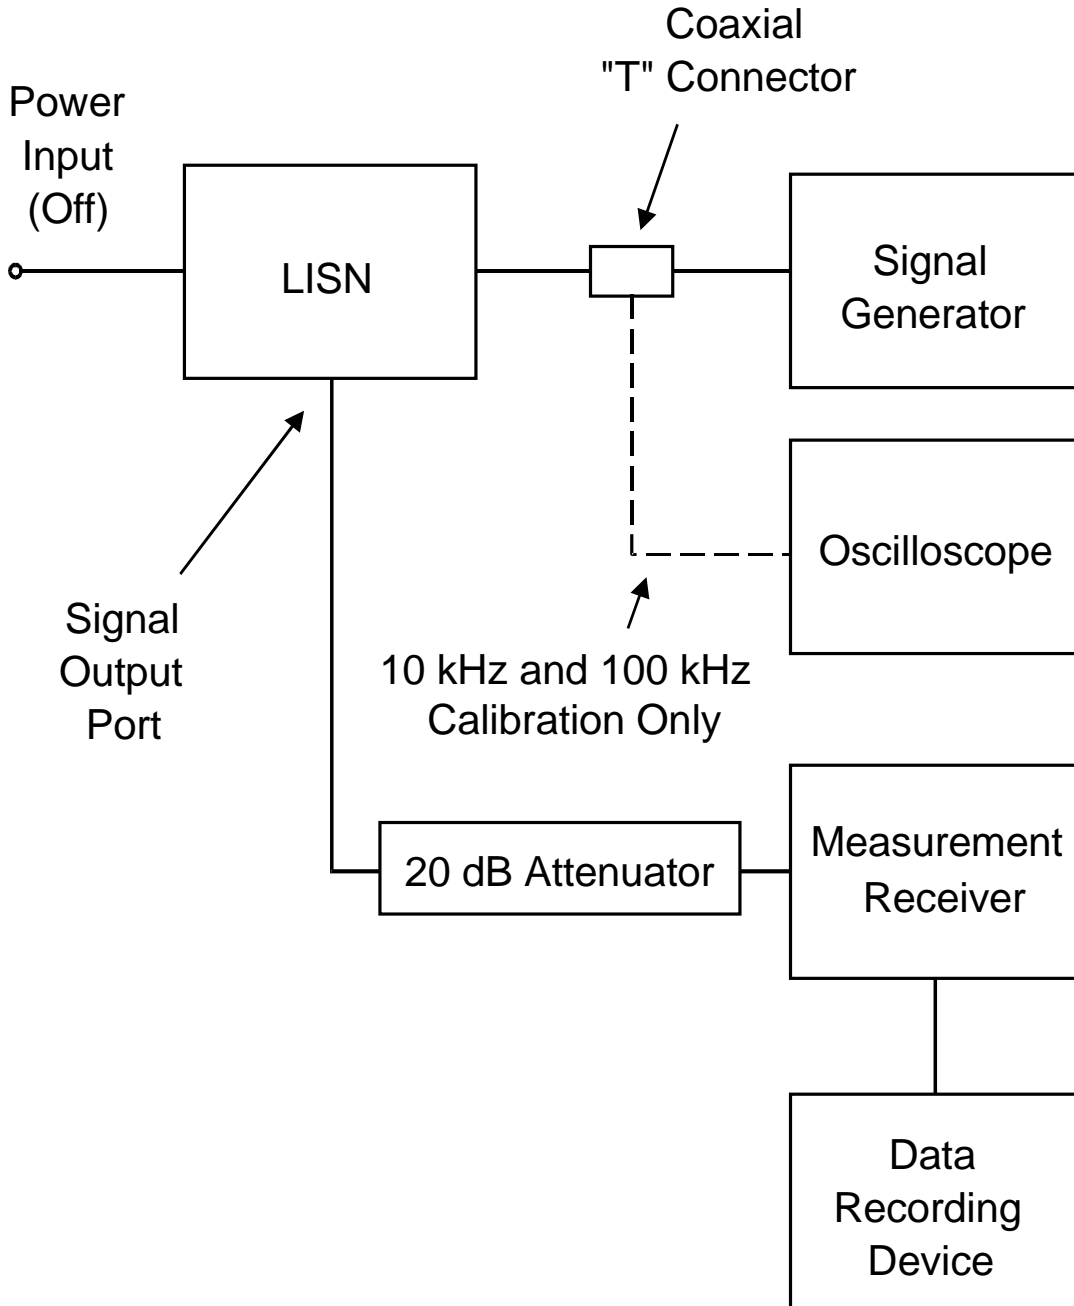 Coaxial
"T" Connector
Power
Input
(Off)
LISN
Signal
Generator
Oscilloscope
Signal
Output
Port
10 kHz and 100 kHz
Calibration Only
20 dB Attenuator
Measurement
Receiver
Data
Recording
Device